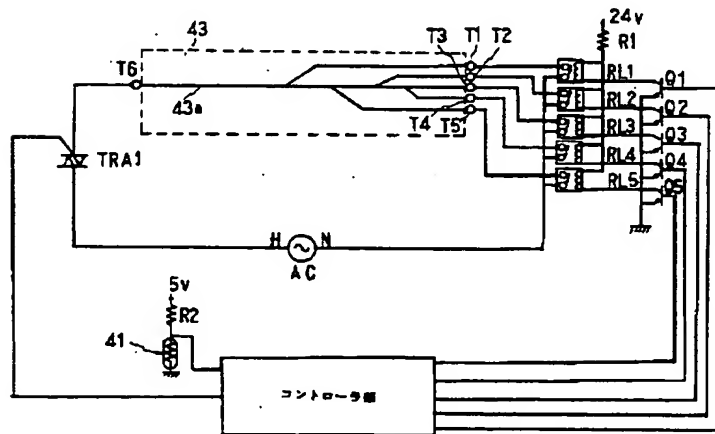 43
24v
T1
T3
T2
R1
T6
RL1
Q1
43a
RL2
Q2
T4
RL3
Q3
T5
RL4
Q4
TRA1
RL5
Q5
H
N
AC
5v
R2
41
コントローラ部